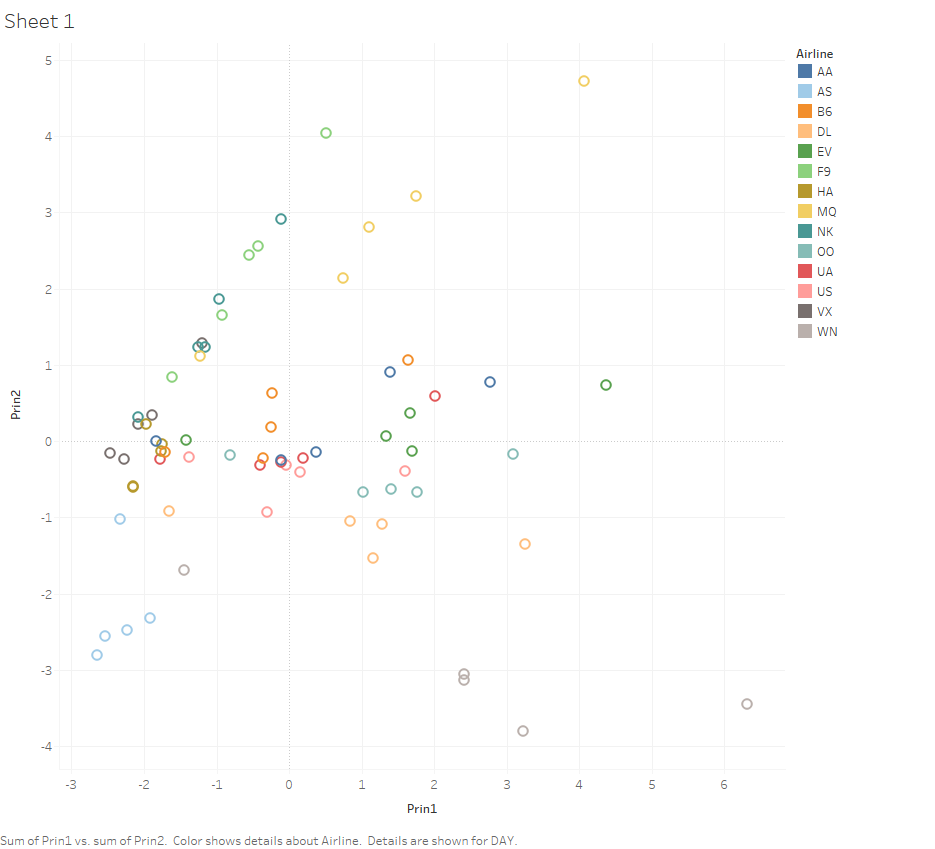 Sheet 1
Airline
AA
AS
B6
DL
EV
F9
HA
MQ
NK
OO
UA
US
VX
WN
5
4
3
2
1
0
-1
-2
-3
-4
Prin2
-3
-2
-1
0
1
2
3
4
5
6
Prin1
Sum of Prin1 vs. sum of Prin2. Color shows details about Airline. Details are shown for DAY.